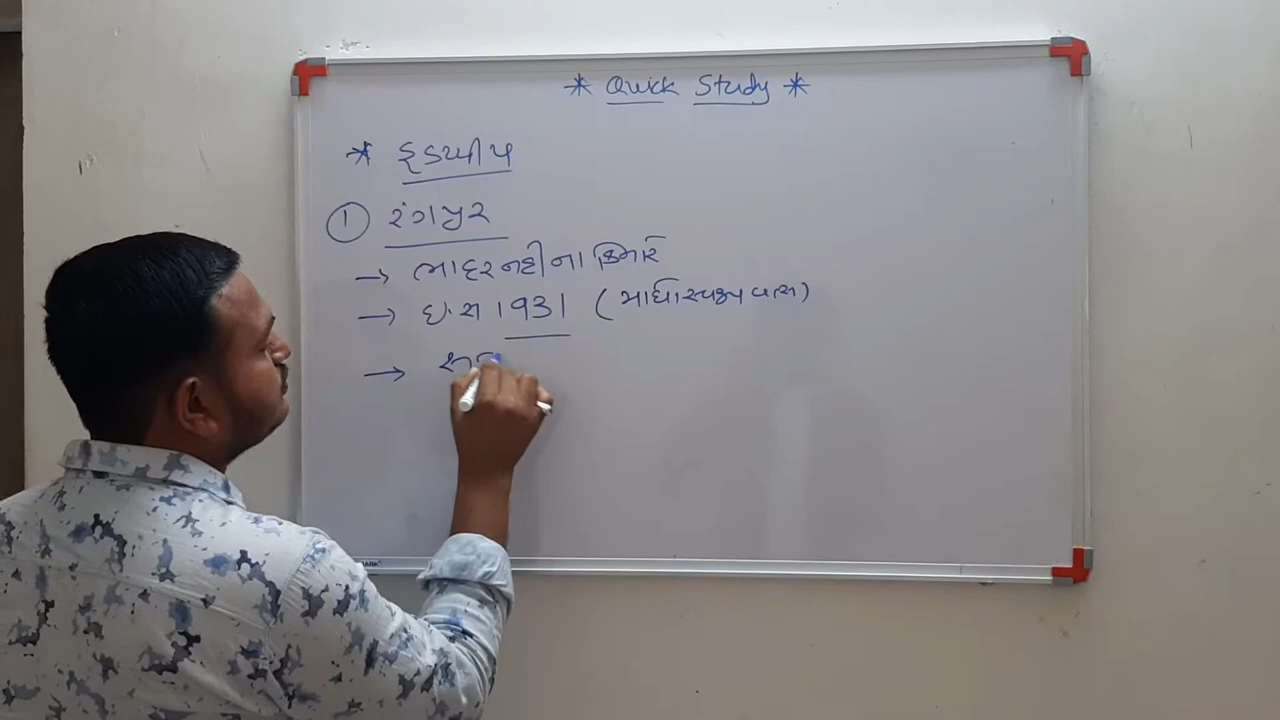 * Quick Study *
* હડપ્પીય
① રંગપુર
→ ભાદર નદીના કિનારે
→ ઇ.સ 1931 (માધોસ્વરૂપ વત્સ)
→